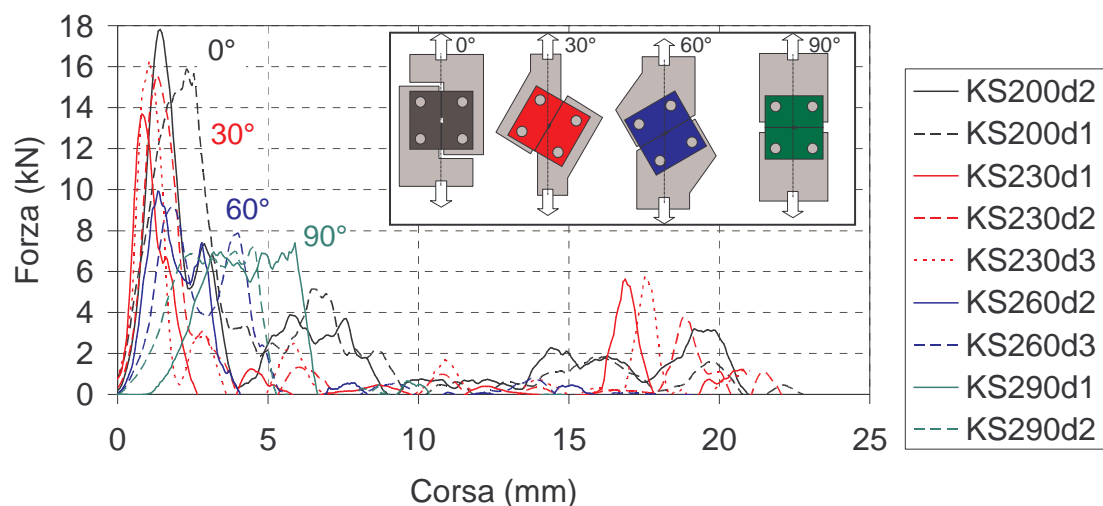 18
16
14
12
10
8
6
4
2
0
Forza (kN)
0 5 10 15 20 25
Corsa (mm)
0°
30°
60°
90°
0° 30° 60° 90°
KS200d2
KS200d1
KS230d1
KS230d2
KS230d3
KS260d2
KS260d3
KS290d1
KS290d2